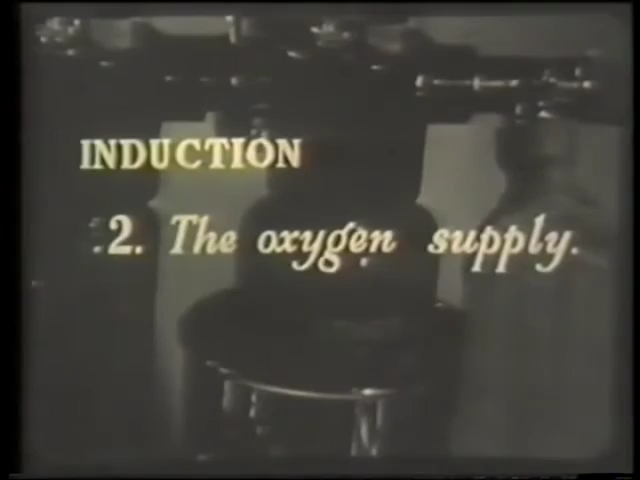 INDUCTION
2. The oxygen supply.